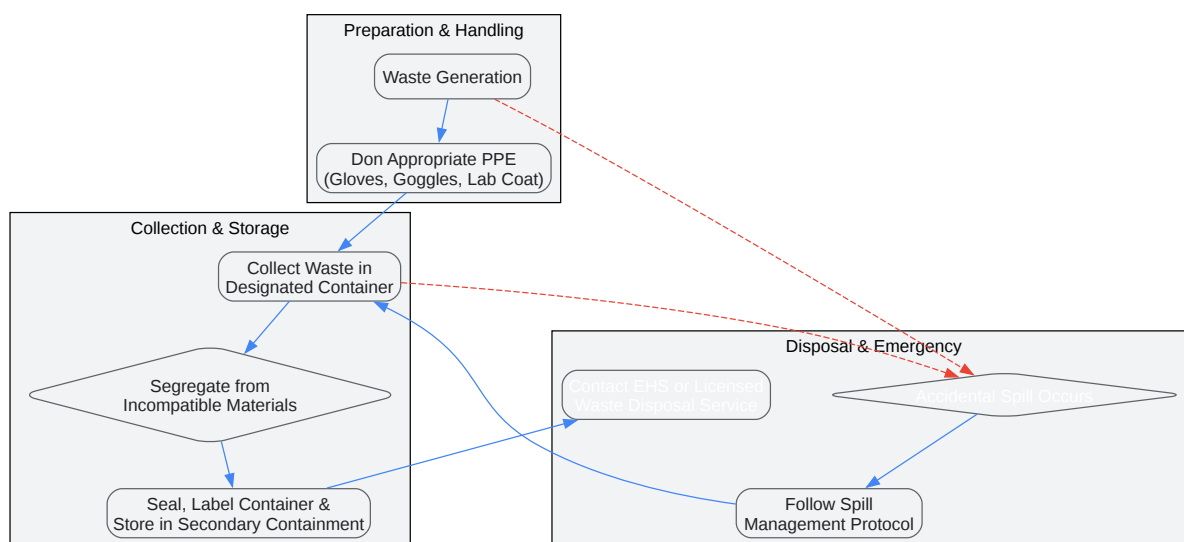 Preparation & Handling
Waste Generation
Don Appropriate PPE
(Gloves, Goggles, Lab Coat)
Collection & Storage
Collect Waste in
Designated Container
Segregate from
Incompatible Materials
Seal, Label Container &
Store in Secondary Containment
Disposal & Emergency
Contact EHS or Licensed
Waste Disposal Service
Accidental Spill Occurs
Follow Spill
Management Protocol